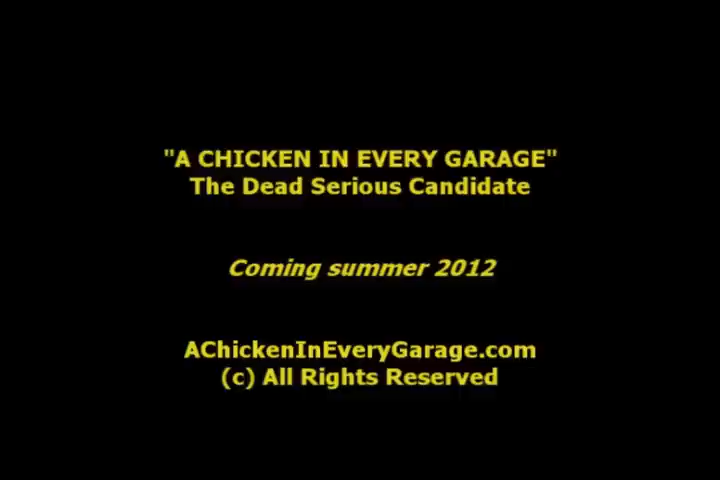 "A CHICKEN IN EVERY GARAGE"
The Dead Serious Candidate
Coming summer 2012
AChickenInEveryGarage.com
(c) All Rights Reserved